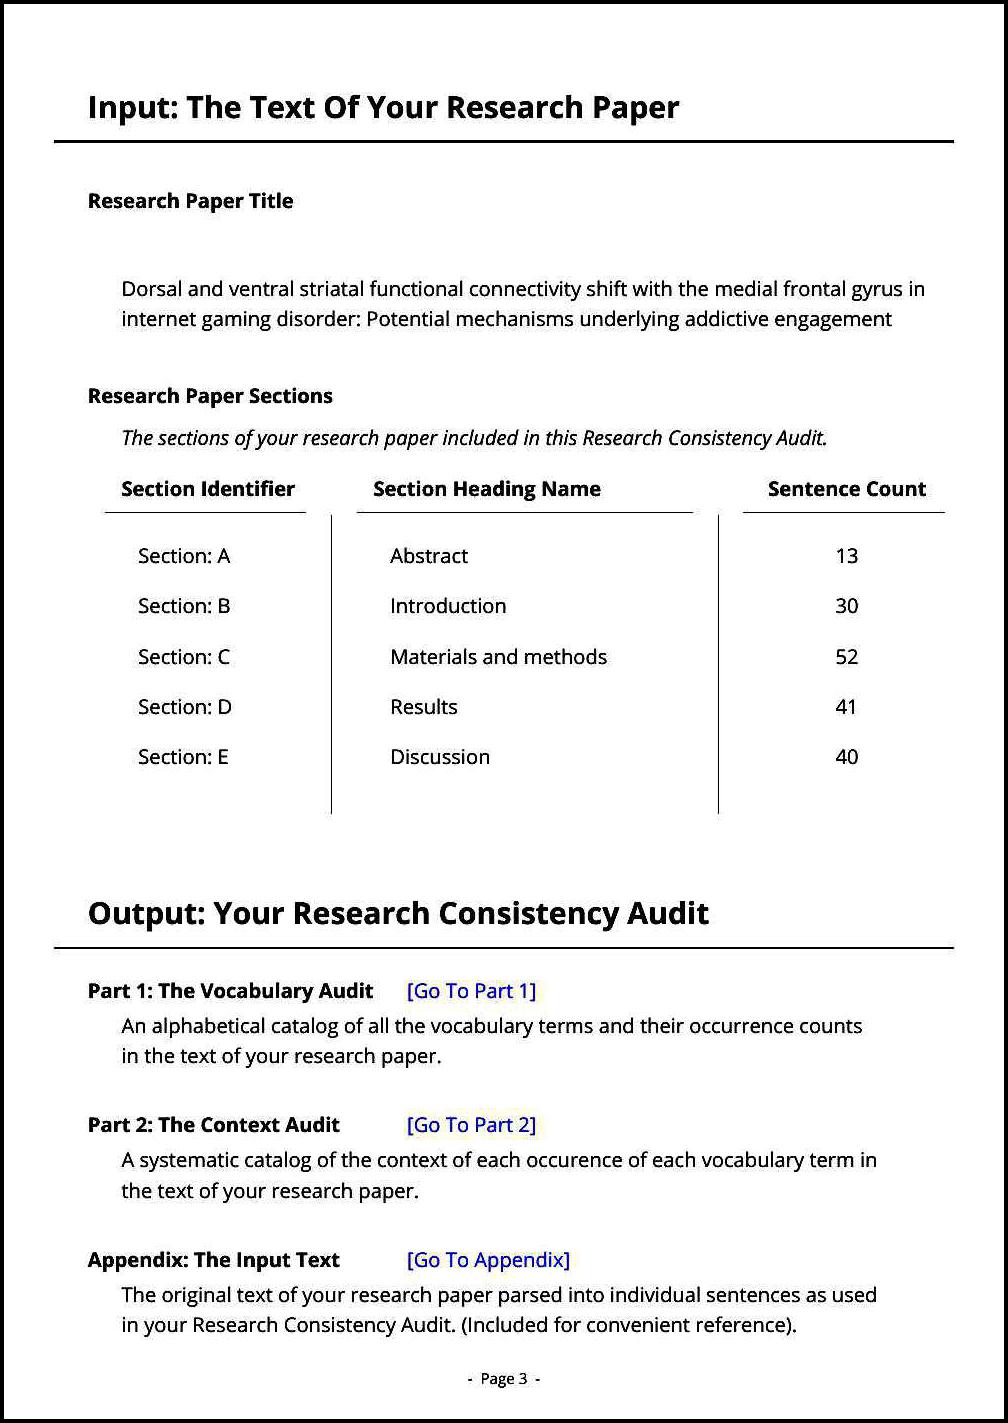 Input: The Text Of Your Research Paper
Research Paper Title
Dorsal and ventral striatal functional connectivity shift with the medial frontal gyrus in
internet gaming disorder: Potential mechanisms underlying addictive engagement
Research Paper Sections
The sections of your research paper included in this Research Consistency Audit.
Section Identifier Section Heading Name Sentence Count
Section: A Abstract 13
Section: B Introduction 30
Section: C Materials and methods 52
Section: D Results 41
Section: E Discussion 40
Output: Your Research Consistency Audit
Part 1: The Vocabulary Audit [Go To Part 1]
An alphabetical catalog of all the vocabulary terms and their occurrence counts
in the text of your research paper.
Part 2: The Context Audit [Go To Part 2]
A systematic catalog of the context of each occurence of each vocabulary term in
the text of your research paper.
Appendix: The Input Text [Go To Appendix]
The original text of your research paper parsed into individual sentences as used
in your Research Consistency Audit. (Included for convenient reference).
- Page 3 -